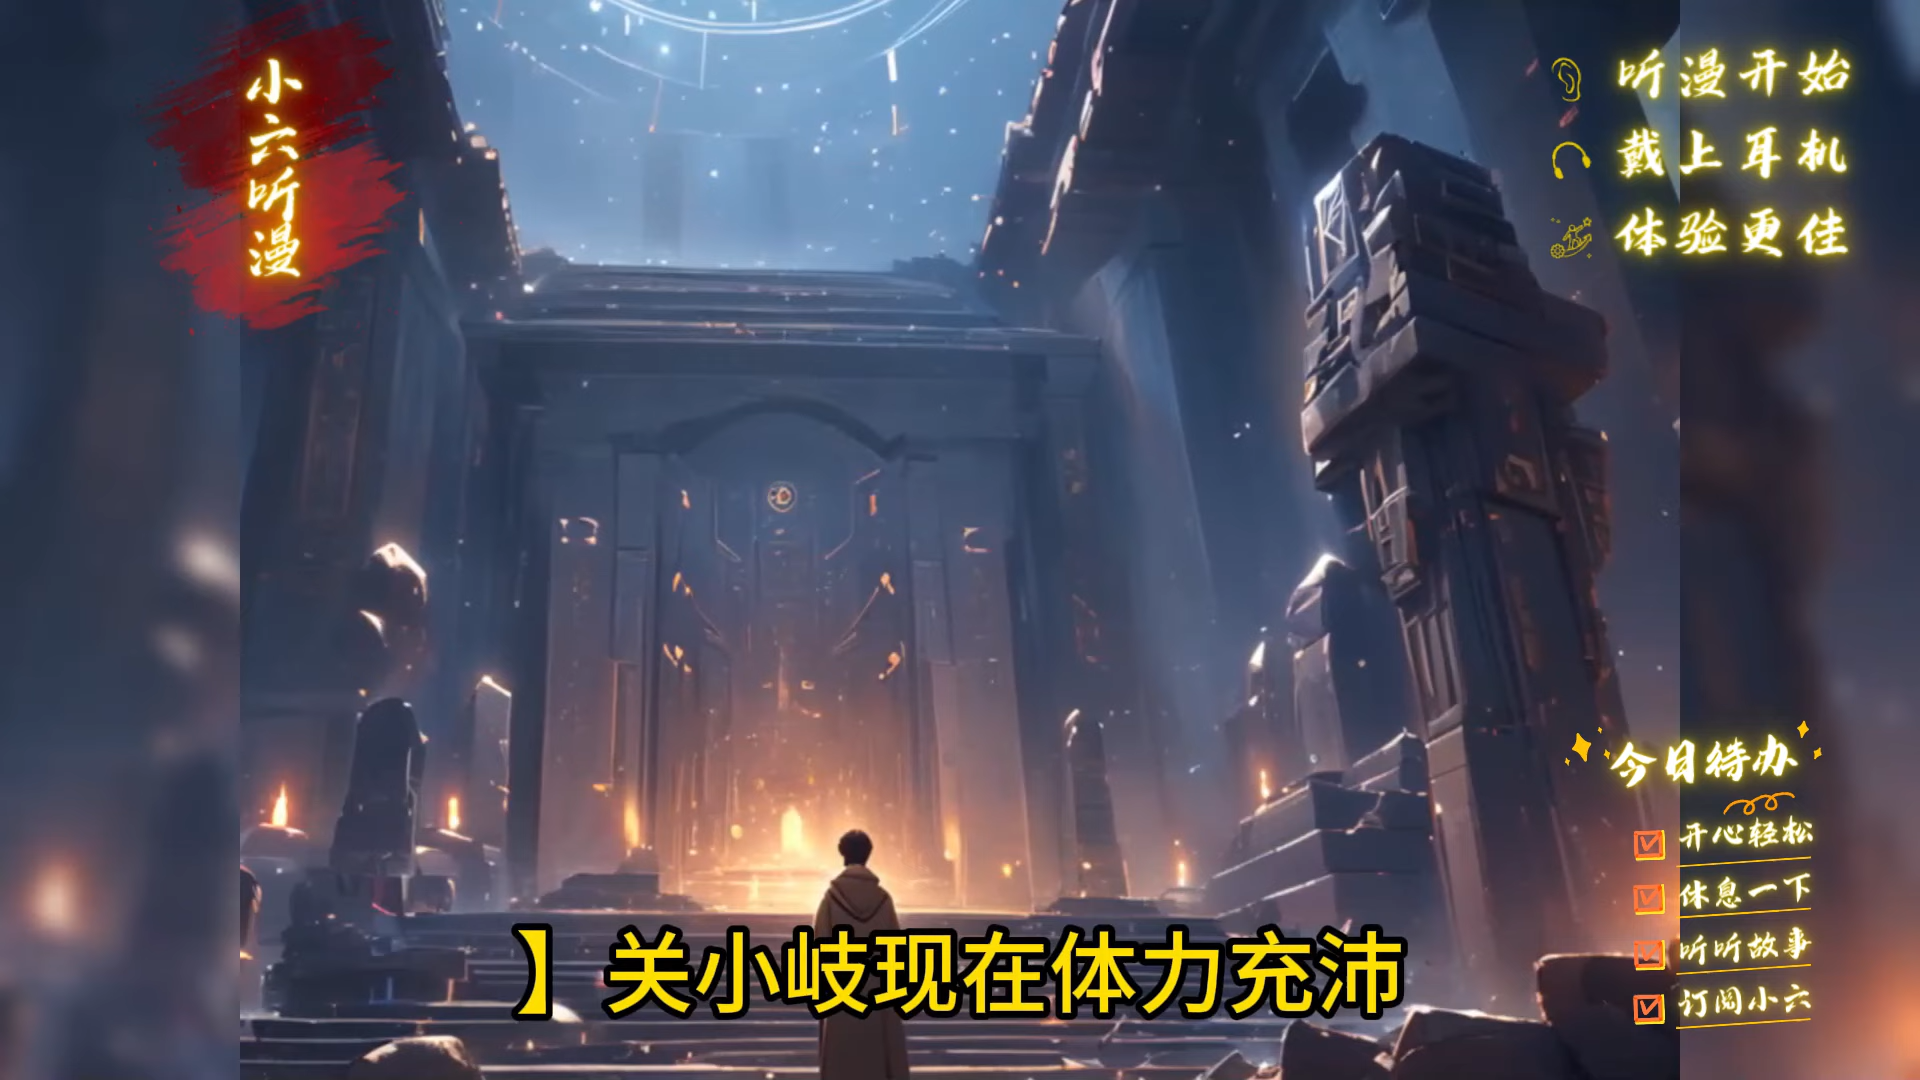 小六听漫
听漫开始
戴上耳机
体验更佳
今日待办
开心轻松
休息一下
听听故事
订阅小六
】关小岐现在体力充沛